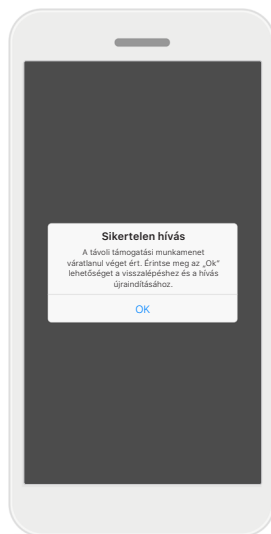 Sikertelen hívás
A távoli támogatási munkamenet
váratlanul véget ért. Érintse meg az „Ok”
lehetőséget a visszalépéshez és a hívás
újraindításához.
OK